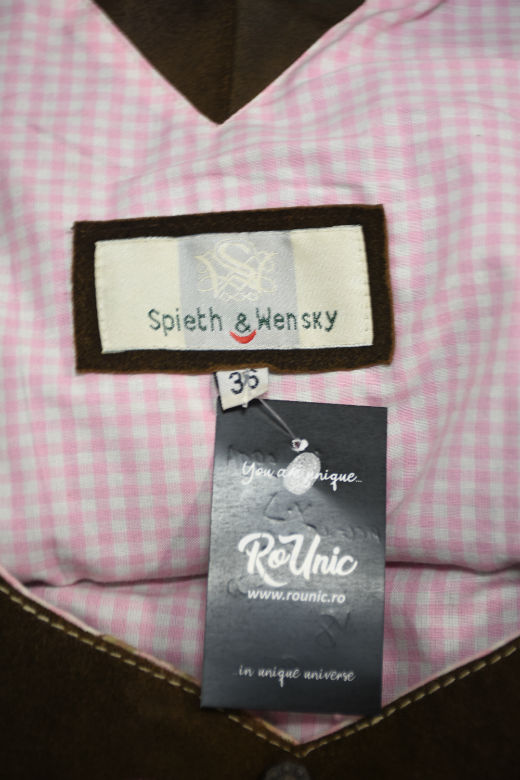 Spieth & Wensky
36
You are unique...
RoUnic
www.rounic.ro
...in unique universe